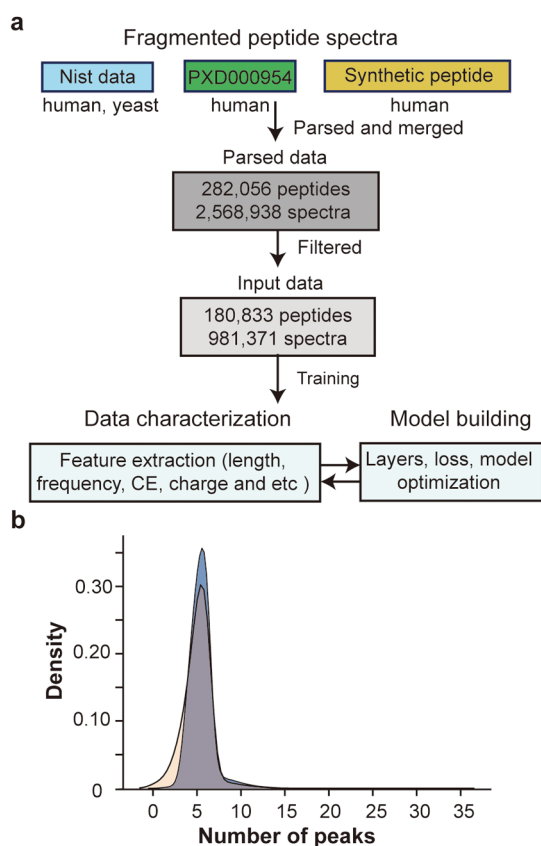 a
Fragmented peptide spectra
Nist data
PXD000954
Synthetic peptide
human, yeast
human
human
Parsed and merged
Parsed data
282,056 peptides
2,568,938 spectra
Filtered
Input data
180,833 peptides
981,371 spectra
Training
Data characterization
Model building
Feature extraction (length,
frequency, CE, charge and etc )
Layers, loss, model
optimization
b
Density
0.30
0.20
0.10
0
0 5 10 15 20 25 30 35
Number of peaks